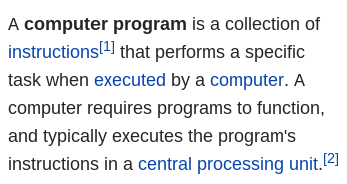 A computer program is a collection of
instructions[1] that performs a specific
task when executed by a computer. A
computer requires programs to function,
and typically executes the program's
instructions in a central processing unit.[2]